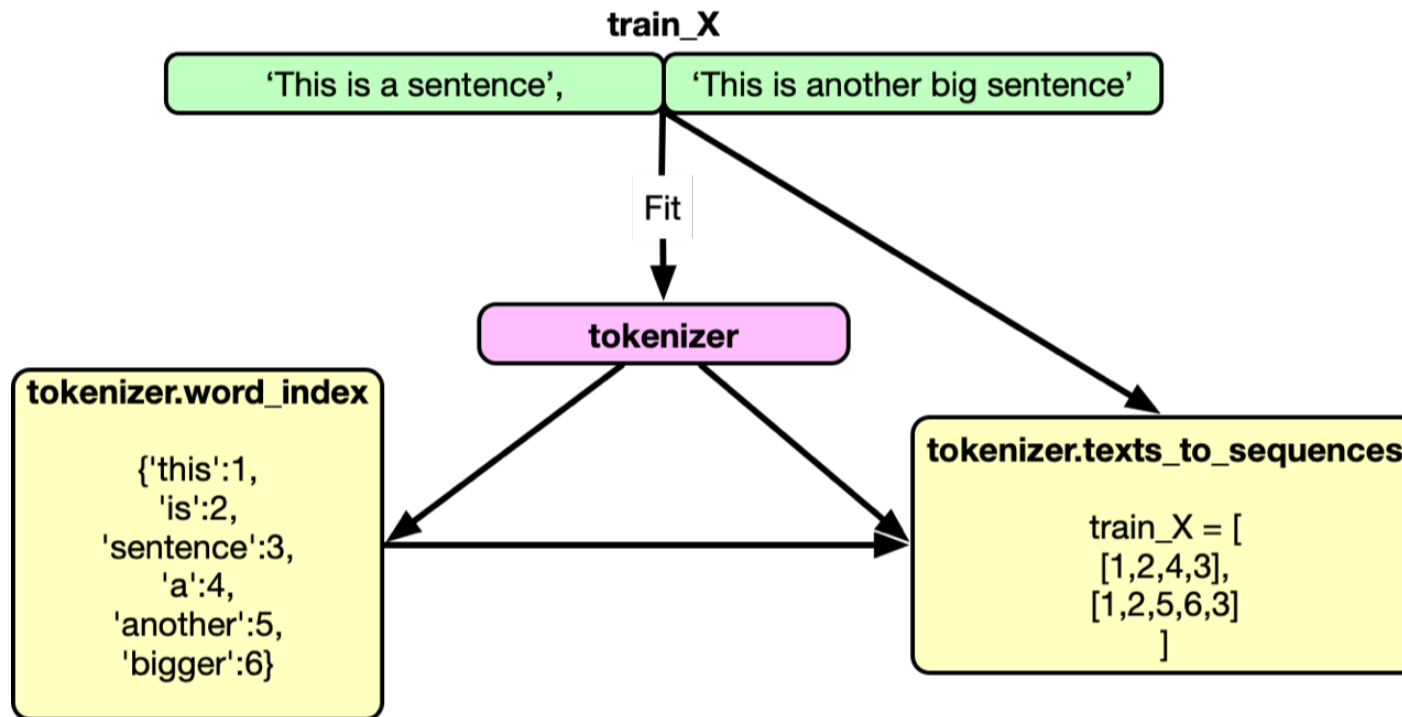 train_X
‘This is a sentence’,
‘This is another big sentence’
Fit
tokenizer
tokenizer.word_index
{'this':1,
'is':2,
'sentence':3,
'a':4,
'another':5,
'bigger':6}
tokenizer.texts_to_sequences
train_X = [
[1,2,4,3],
[1,2,5,6,3]
]